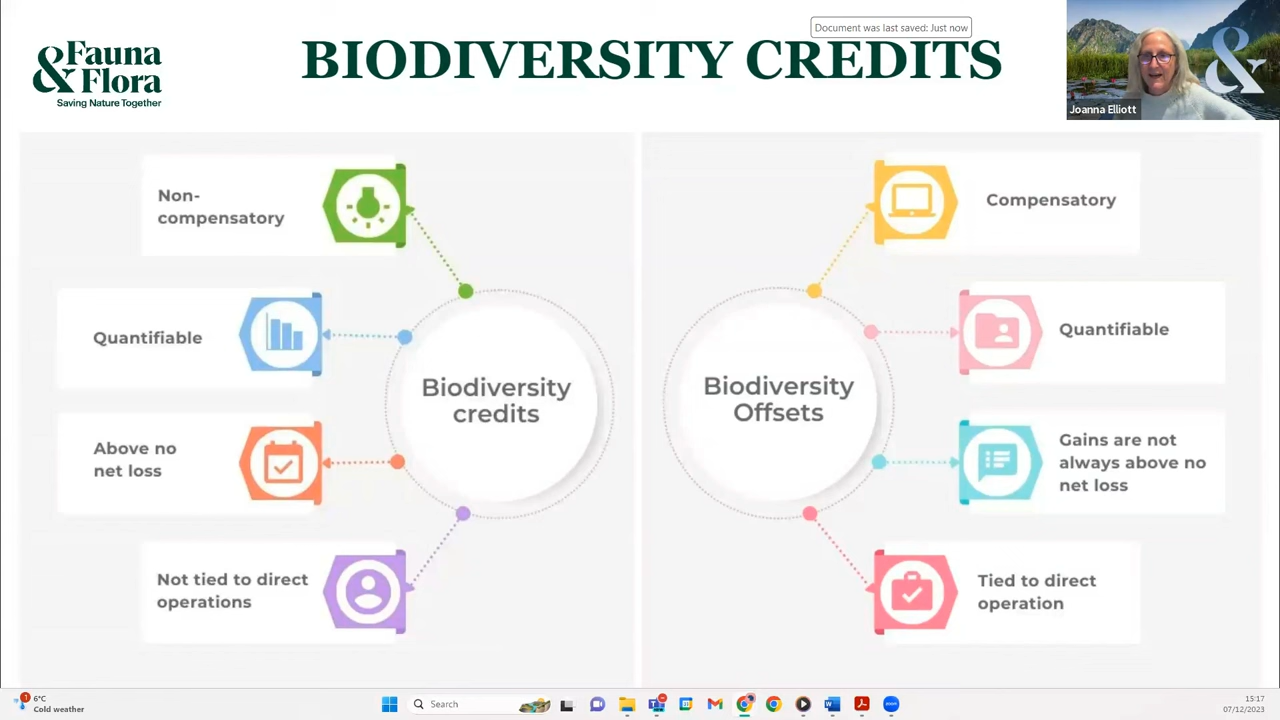 Document was last saved: Just now
Fauna
& Flora
Saving Nature Together
BIODIVERSITY CREDITS
&
Joanna Elliott
Non-
compensatory
Quantifiable
Above no
net loss
Not tied to direct
operations
Biodiversity
credits
Biodiversity
Offsets
Compensatory
Quantifiable
Gains are not
always above no
net loss
Tied to direct
operation
1
6°C
Cold weather
Search
W
zoom
15:17
07/12/2023